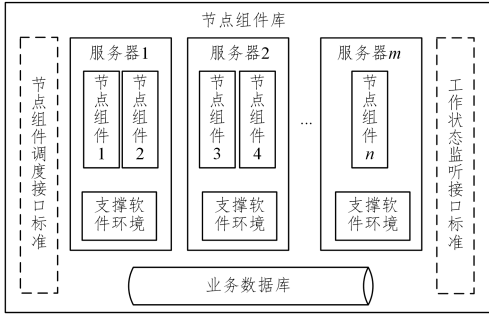 节点组件库
节点组件调度接口标准
服务器1
节点组件1
节点组件2
支撑软
件环境
服务器2
节点组件3
节点组件4
支撑软
件环境
...
服务器m
节点组件n
支撑软
件环境
工作状态监听接口标准
业务数据库